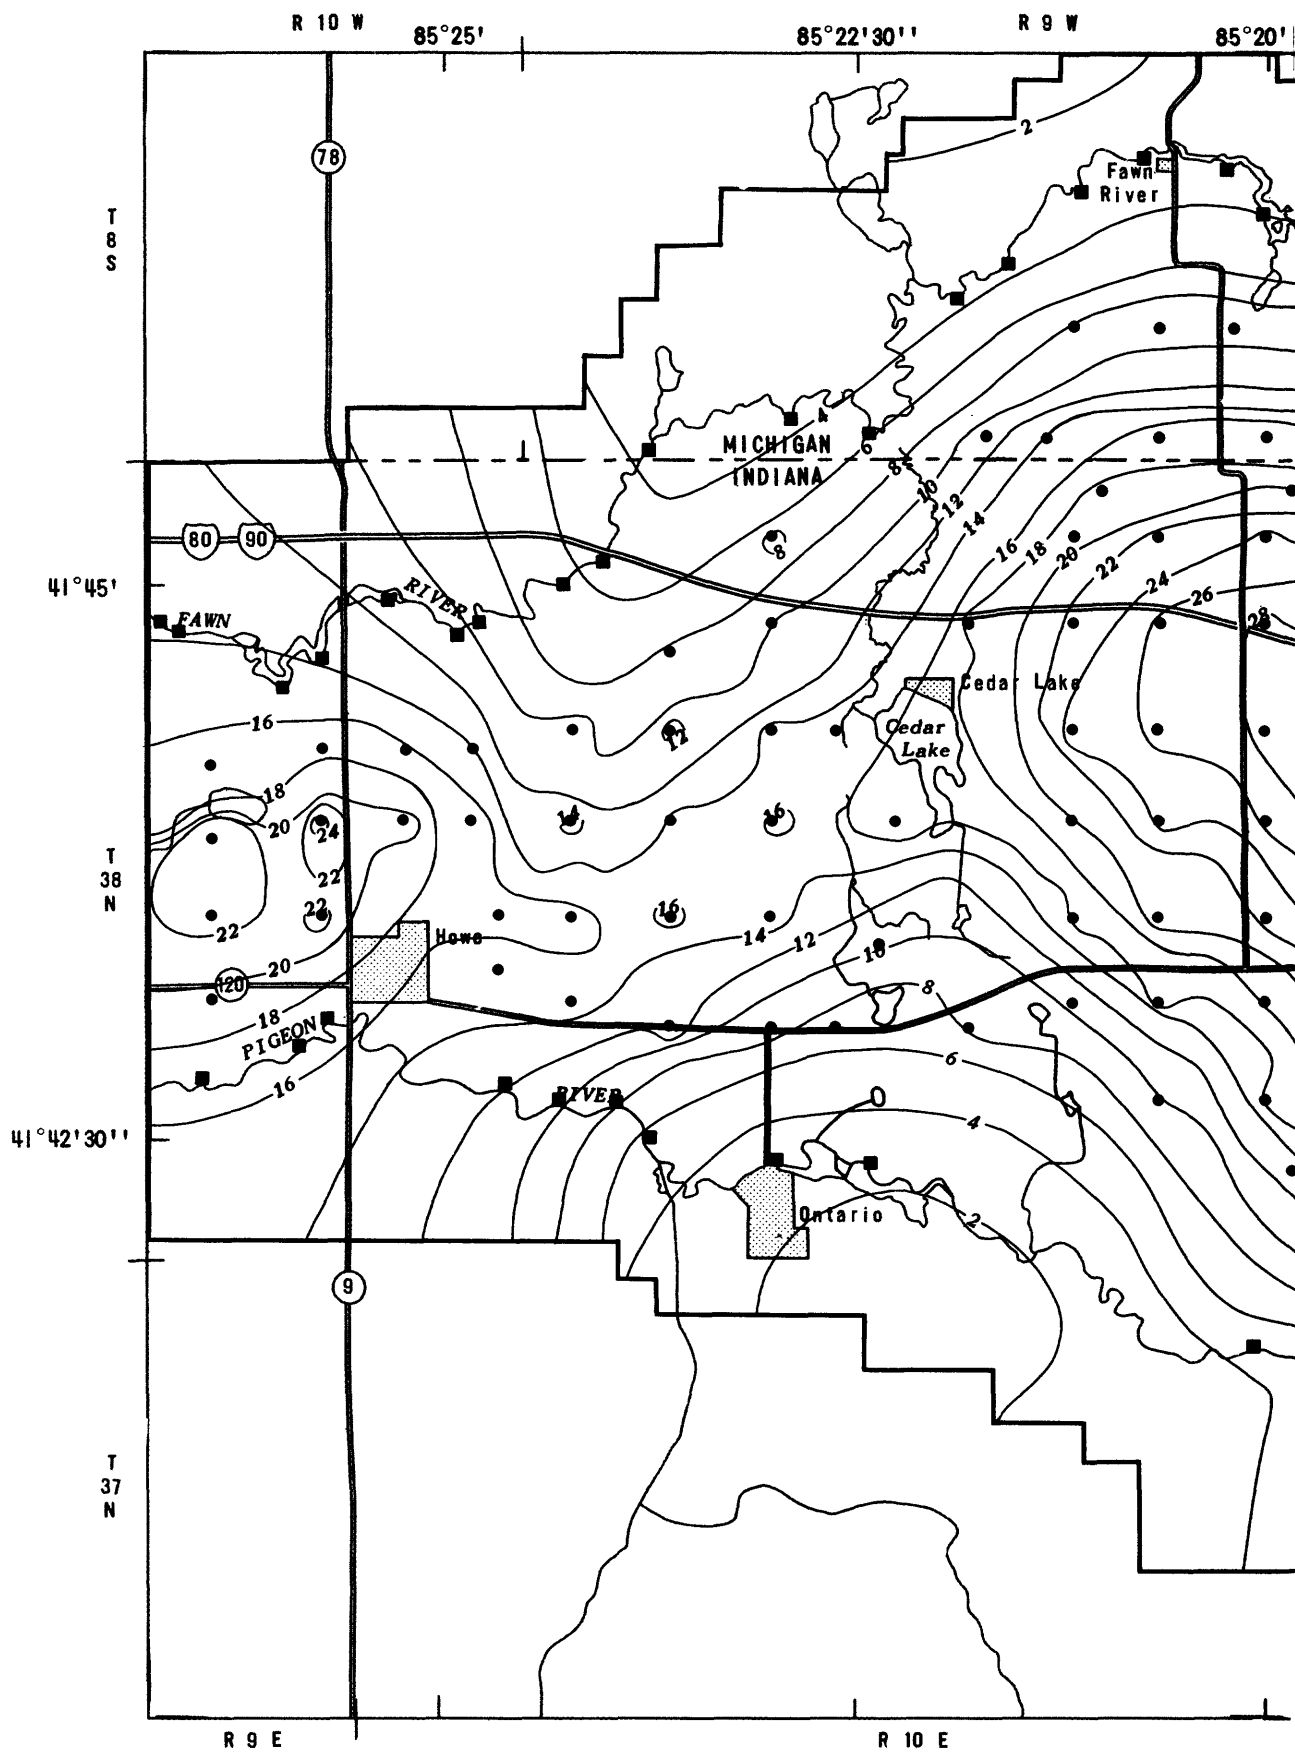 R 10 W
R 9 W
85°25'
85°22'30''
85°20'
2
78
Fawn
River
T
8
S
4
MICHIGAN
6
INDIANA
8
10
12
14
80
90
8
16
18
20
22
24
26
28
41°45'
FAWN
RIVER
Cedar Lake
16
12
Cedar
Lake
18
20
24
14
16
T
38
N
22
22
22
16
14
12
10
Howe
20
120
8
18
PIGEON
6
16
RIVER
0
4
41°42'30''
Ontario
2
9
T
37
N
R 9 E
R 10 E